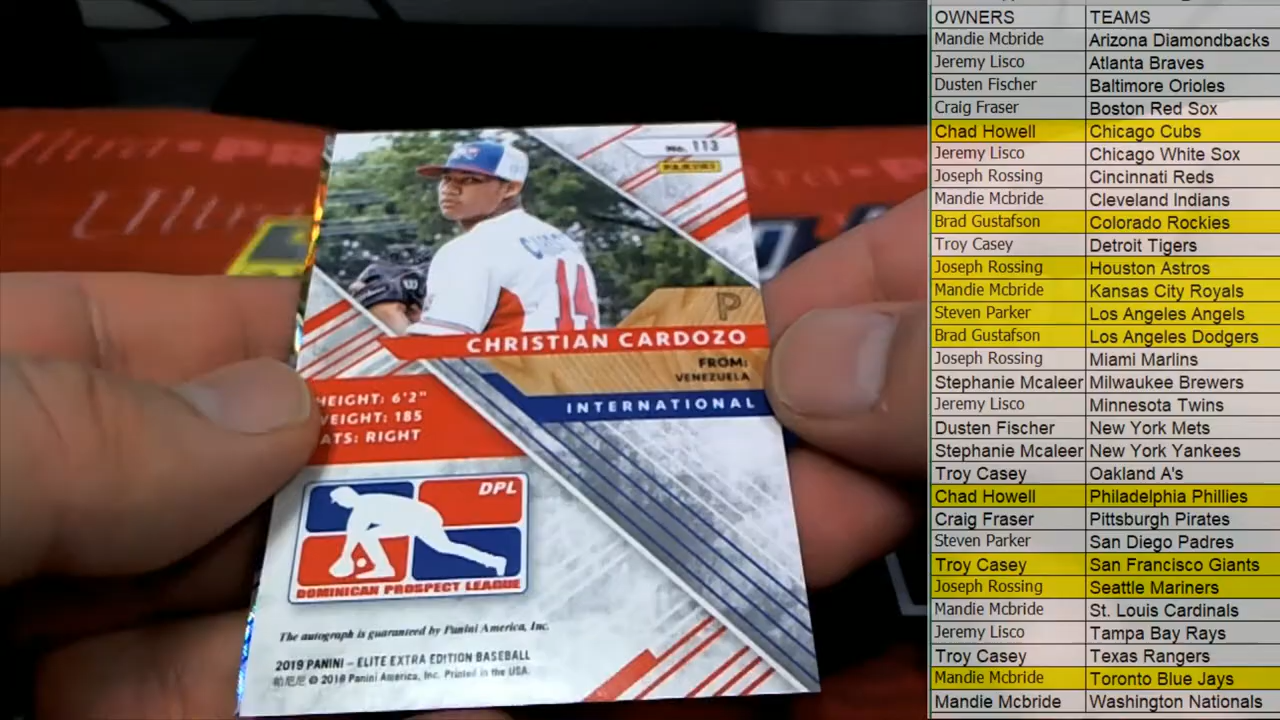 No. 113
PANINI
14
P
CHRISTIAN CARDOZO
FROM:
VENEZUELA
INTERNATIONAL
HEIGHT: 6'2"
WEIGHT: 185
BATS: RIGHT
DPL
DOMINICAN PROSPECT LEAGUE
The autograph is guaranteed by Panini America, Inc.
2019 PANINI – ELITE EXTRA EDITION BASEBALL
帕尼尼 © 2019 Panini America, Inc. Printed in the USA.
OWNERS TEAMS
Mandie Mcbride Arizona Diamondbacks
Jeremy Lisco Atlanta Braves
Dusten Fischer Baltimore Orioles
Craig Fraser Boston Red Sox
Chad Howell Chicago Cubs
Jeremy Lisco Chicago White Sox
Joseph Rossing Cincinnati Reds
Mandie Mcbride Cleveland Indians
Brad Gustafson Colorado Rockies
Troy Casey Detroit Tigers
Joseph Rossing Houston Astros
Mandie Mcbride Kansas City Royals
Steven Parker Los Angeles Angels
Brad Gustafson Los Angeles Dodgers
Joseph Rossing Miami Marlins
Stephanie Mcaleer Milwaukee Brewers
Jeremy Lisco Minnesota Twins
Dusten Fischer New York Mets
Stephanie Mcaleer New York Yankees
Troy Casey Oakland A's
Chad Howell Philadelphia Phillies
Craig Fraser Pittsburgh Pirates
Steven Parker San Diego Padres
Troy Casey San Francisco Giants
Joseph Rossing Seattle Mariners
Mandie Mcbride St. Louis Cardinals
Jeremy Lisco Tampa Bay Rays
Troy Casey Texas Rangers
Mandie Mcbride Toronto Blue Jays
Mandie Mcbride Washington Nationals